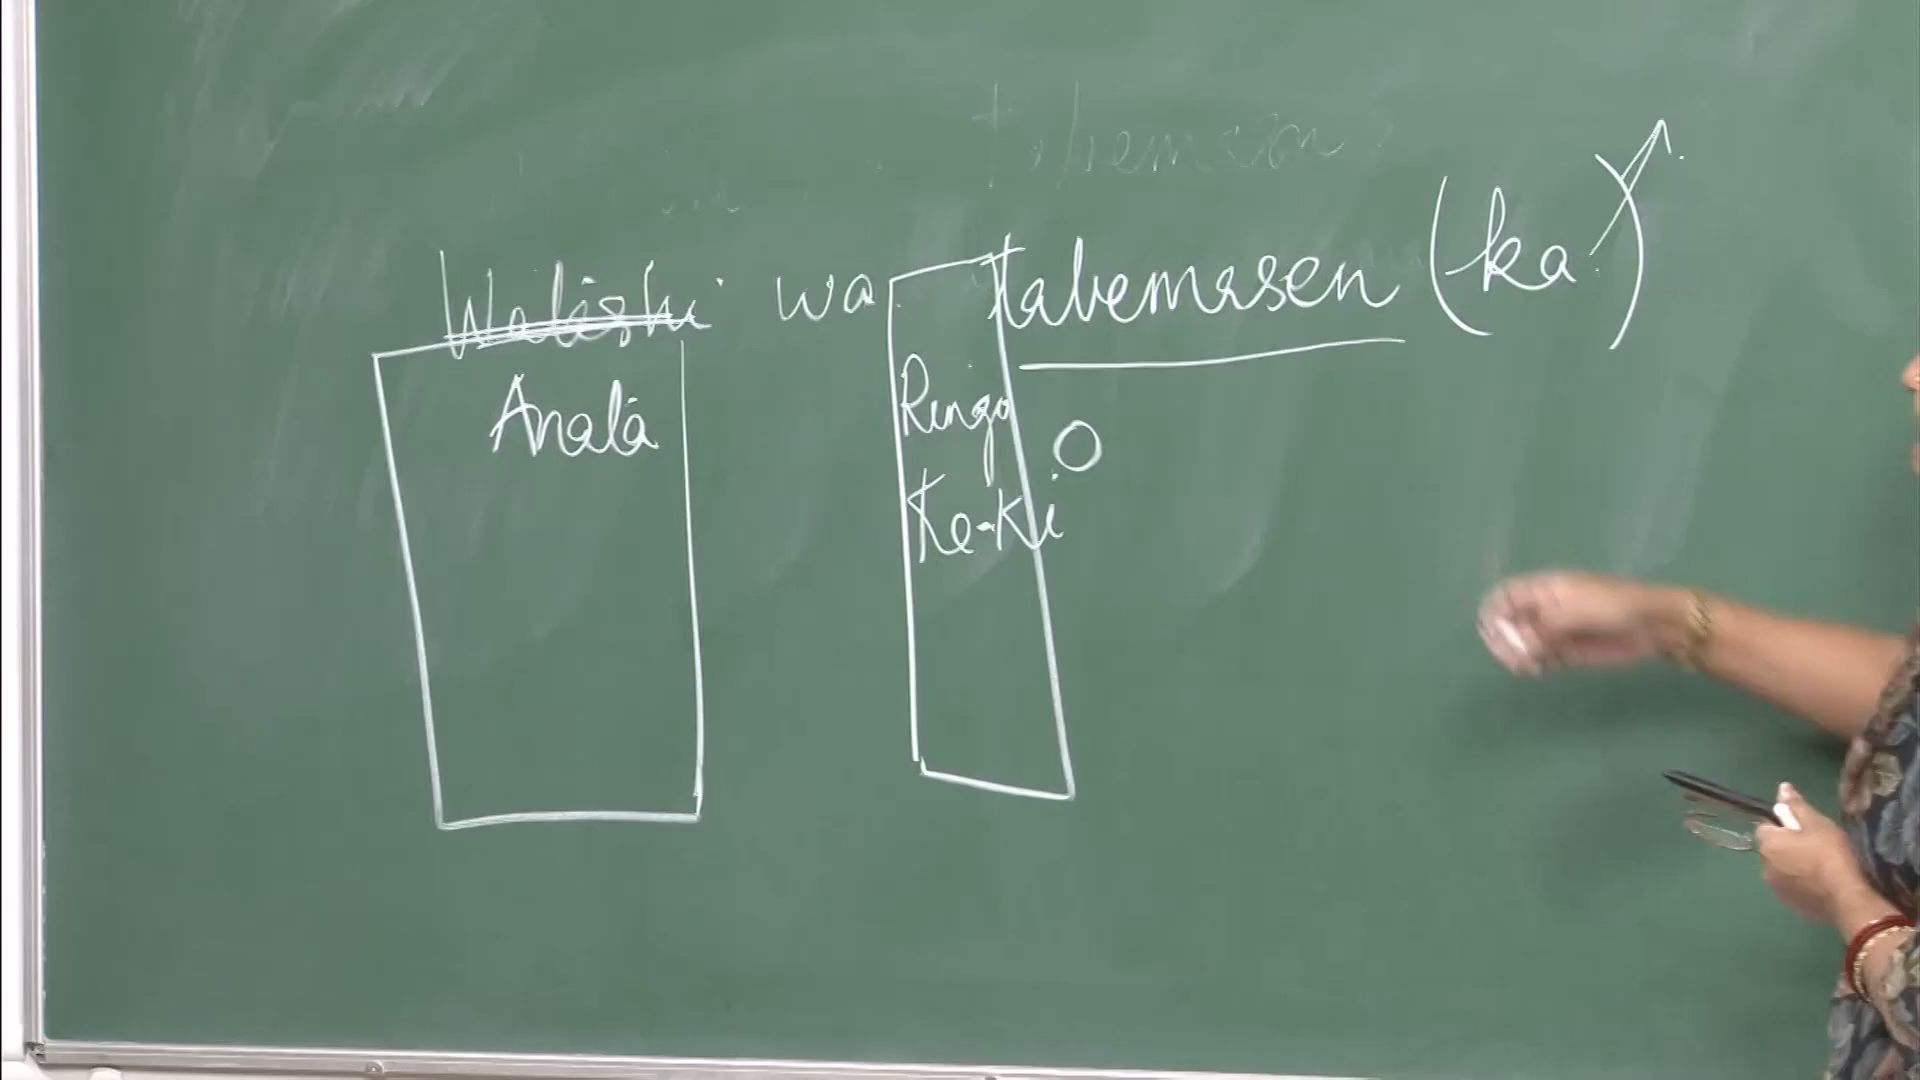 Watashi wa tabemasen (ka)
Anata
Ringo o
Ke-Ki